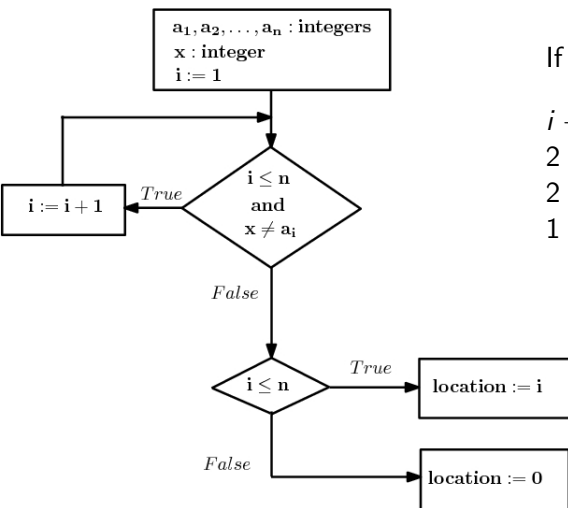 a₁, a₂, . . . , aₙ : integers
x : integer
i := 1
If
i -
2
2
1
i ≤ n
and
x ≠ aᵢ
True
i := i + 1
False
i ≤ n
True
location := i
False
location := 0